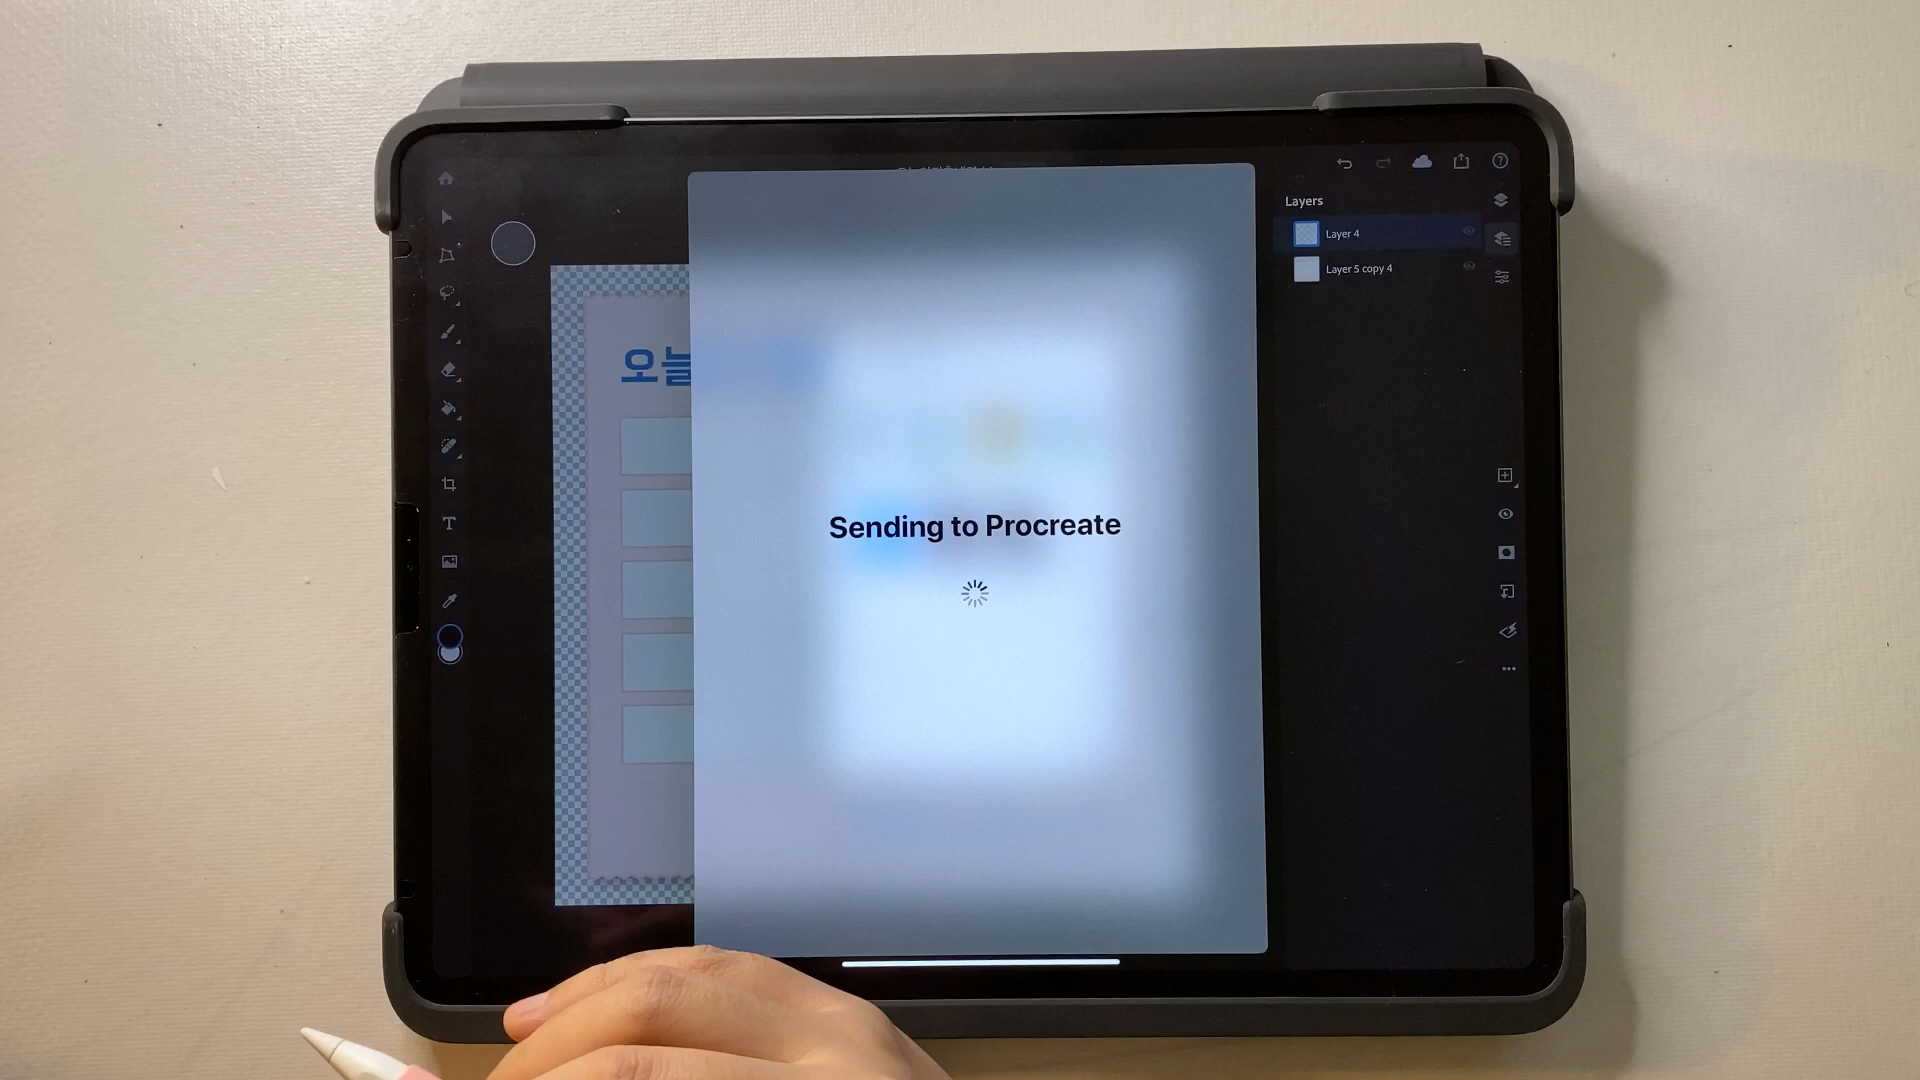 Layers
Layer 4
Layer 5 copy 4
오늘
Sending to Procreate